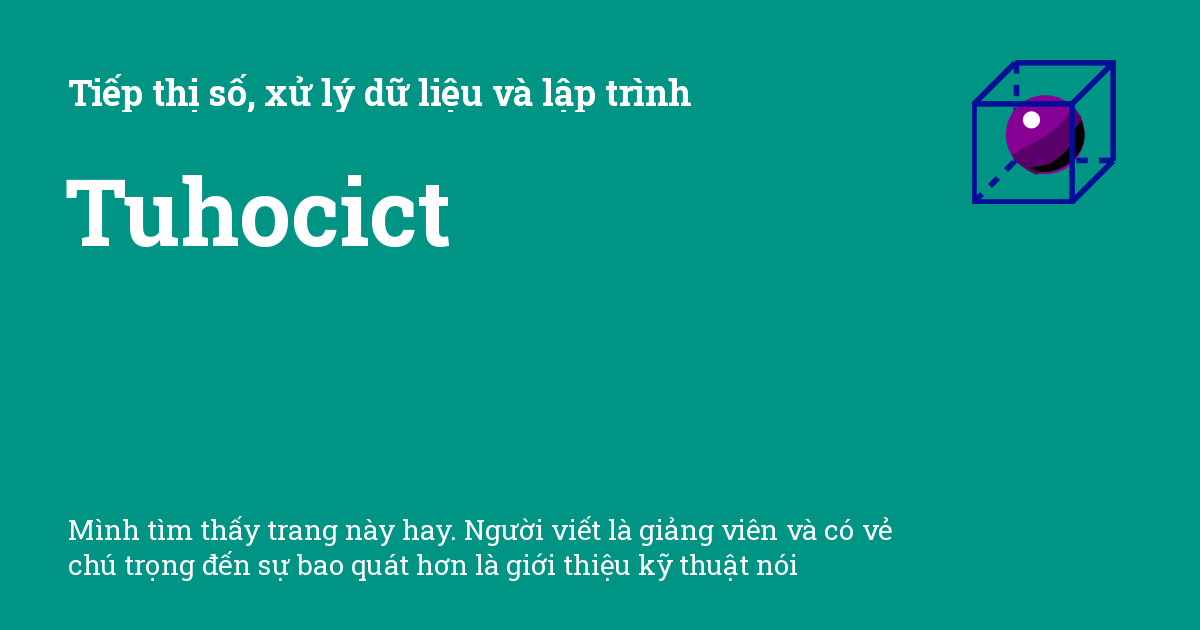 Tiếp thị số, xử lý dữ liệu và lập trình
Tuhocict
Mình tìm thấy trang này hay. Người viết là giảng viên và có vẻ
chú trọng đến sự bao quát hơn là giới thiệu kỹ thuật nói